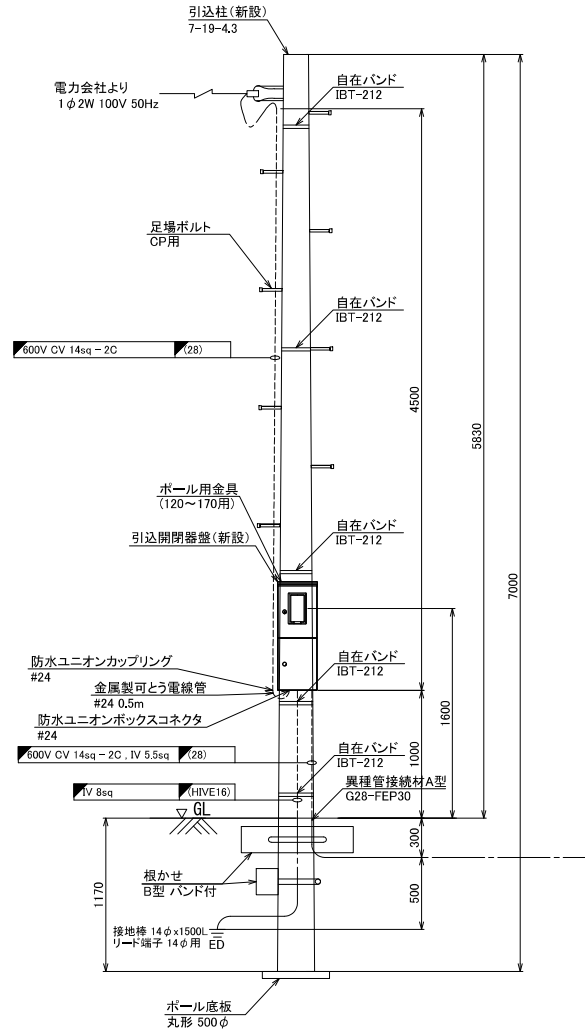 引込柱(新設)
7-19-4.3
電力会社より
1φ2W 100V 50Hz
自在バンド
IBT-212
足場ボルト
CP用
自在バンド
IBT-212
600V CV 14sq - 2C
(28)
4500
5830
7000
ポール用金具
(120~170用)
引込開閉器盤(新設)
自在バンド
IBT-212
防水ユニオンカップリング
#24
金属製可とう電線管
#24 0.5m
防水ユニオンボックスコネクタ
#24
自在バンド
IBT-212
1600
1000
600V CV 14sq - 2C , IV 5.5sq
(28)
自在バンド
IBT-212
IV 8sq
(HIVE16)
異種管接続材A型
G28-FEP30
GL
300
500
1170
根かせ
B型 バンド付
接地棒 14φx1500L
リード端子 14φ用
ED
ポール底板
丸形 500φ